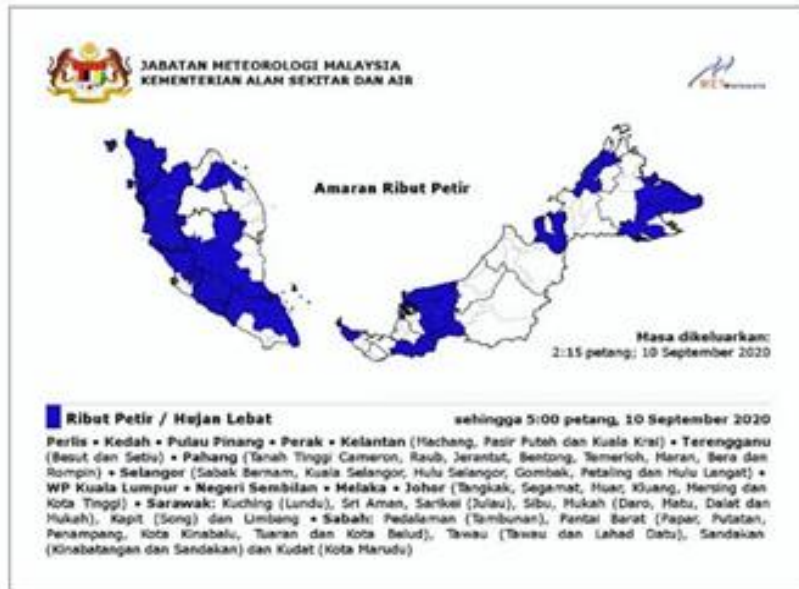 JABATAN METEOROLOGI MALAYSIA
KEMENTERIAN ALAM SEKITAR DAN AIR
MET Malaysia
Amaran Ribut Petir
Masa dikeluarkan:
2:15 petang; 10 September 2020
Ribut Petir / Hujan Lebat sehingga 5:00 petang, 10 September 2020
Perlis • Kedah • Pulau Pinang • Perak • Kelantan (Machang, Pasir Puteh dan Kuala Krai) • Terengganu
(Besut dan Setiu) • Pahang (Tanah Tinggi Cameron, Raub, Jerantut, Bentong, Temerloh, Maran, Bera dan
Rompin) • Selangor (Sabak Bernam, Kuala Selangor, Hulu Selangor, Gombak, Petaling dan Hulu Langat) •
WP Kuala Lumpur • Negeri Sembilan • Melaka • Johor (Tangkak, Segamat, Muar, Kluang, Mersing dan
Kota Tinggi) • Sarawak: Kuching (Lundu), Sri Aman, Sarikei (Julau), Sibu, Mukah (Daro, Matu, Dalat dan
Mukah), Kapit (Song) dan Limbang • Sabah: Pedalaman (Tambunan), Pantai Barat (Papar, Putatan,
Penampang, Kota Kinabalu, Tuaran dan Kota Belud), Tawau (Tawau dan Lahad Datu), Sandakan
(Kinabatangan dan Sandakan) dan Kudat (Kota Marudu)